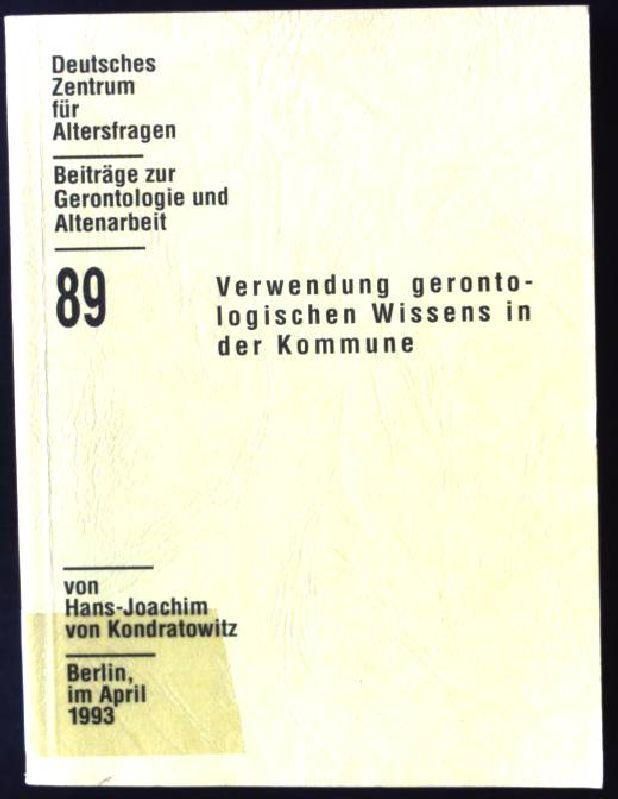 Deutsches
Zentrum
für
Altersfragen
Beiträge zur
Gerontologie und
Altenarbeit
89
Verwendung geronto-
logischen Wissens in
der Kommune
von
Hans-Joachim
von Kondratowitz
Berlin,
im April
1993